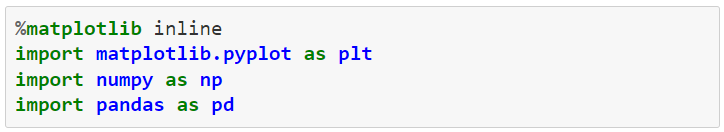 %matplotlib inline
import matplotlib.pyplot as plt
import numpy as np
import pandas as pd